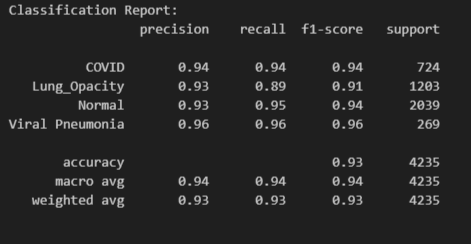 Classification Report:
precision recall f1-score support
COVID 0.94 0.94 0.94 724
Lung_Opacity 0.93 0.89 0.91 1203
Normal 0.93 0.95 0.94 2039
Viral Pneumonia 0.96 0.96 0.96 269
accuracy 0.93 4235
macro avg 0.94 0.94 0.94 4235
weighted avg 0.93 0.93 0.93 4235